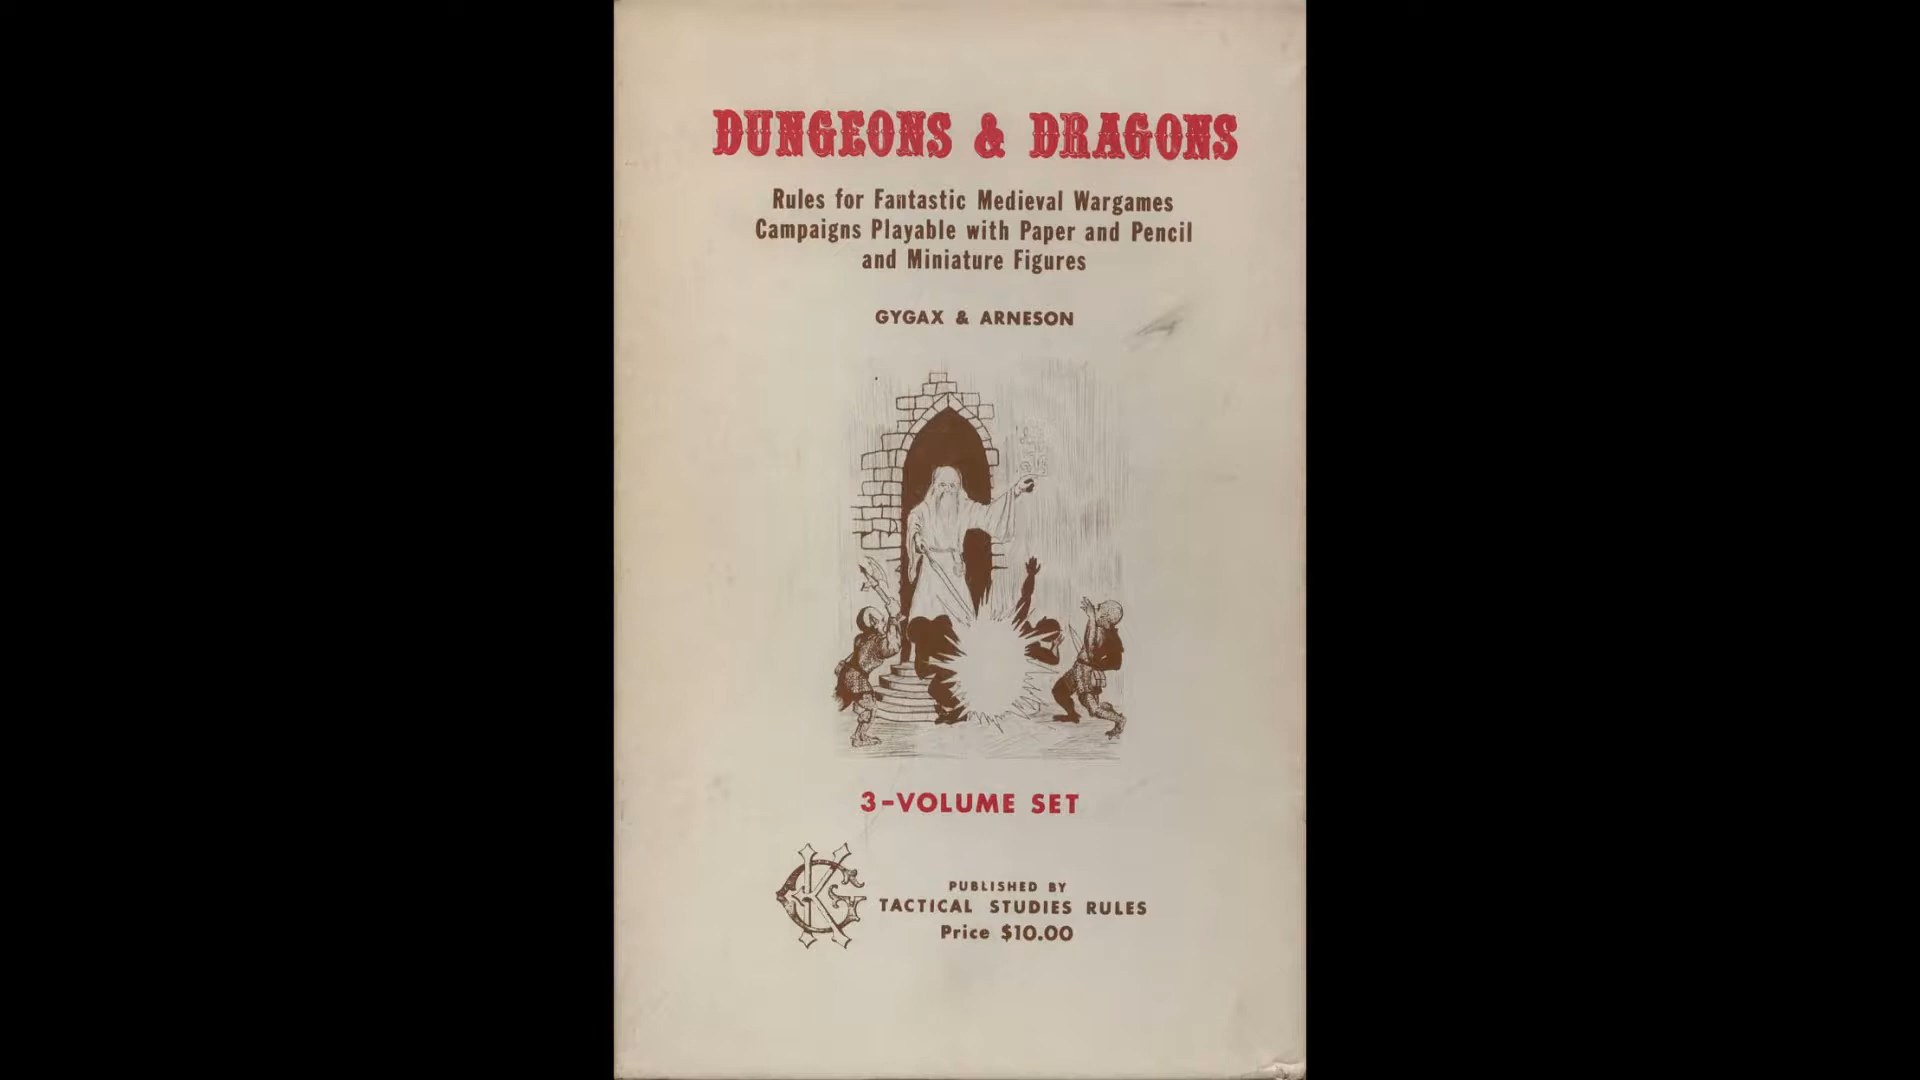 DUNGEONS & DRAGONS
Rules for Fantastic Medieval Wargames
Campaigns Playable with Paper and Pencil
and Miniature Figures
GYGAX & ARNESON
3-VOLUME SET
GK
PUBLISHED BY
TACTICAL STUDIES RULES
Price $10.00